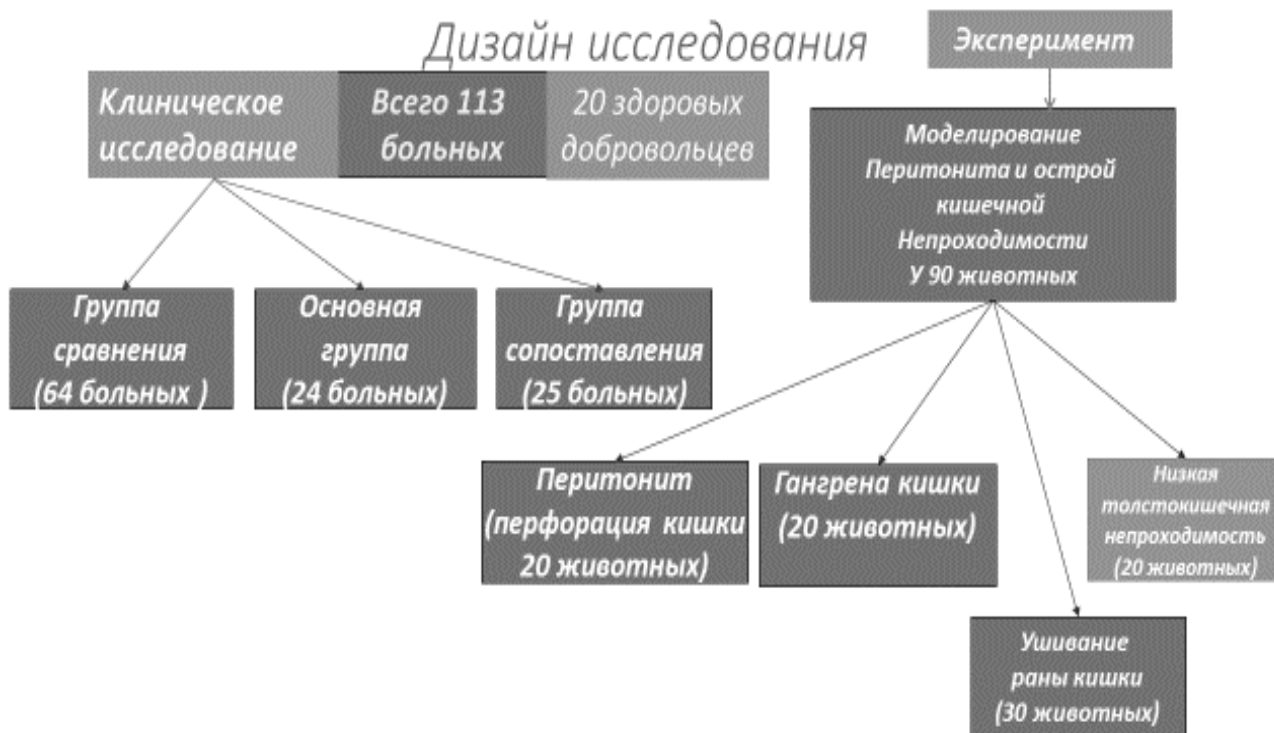 Дизайн исследования
Клиническое
исследование
Всего 113
больных
20 здоровых
добровольцев
Группа
сравнения
(64 больных )
Основная
группа
(24 больных)
Группа
сопоставления
(25 больных)
Эксперимент
Моделирование
Перитонита и острой
кишечной
Непроходимости
У 90 животных
Перитонит
(перфорация кишки
20 животных)
Гангрена кишки
(20 животных)
Низкая
толстокишечная
непроходимость
(20 животных)
Ушивание
раны кишки
(30 животных)